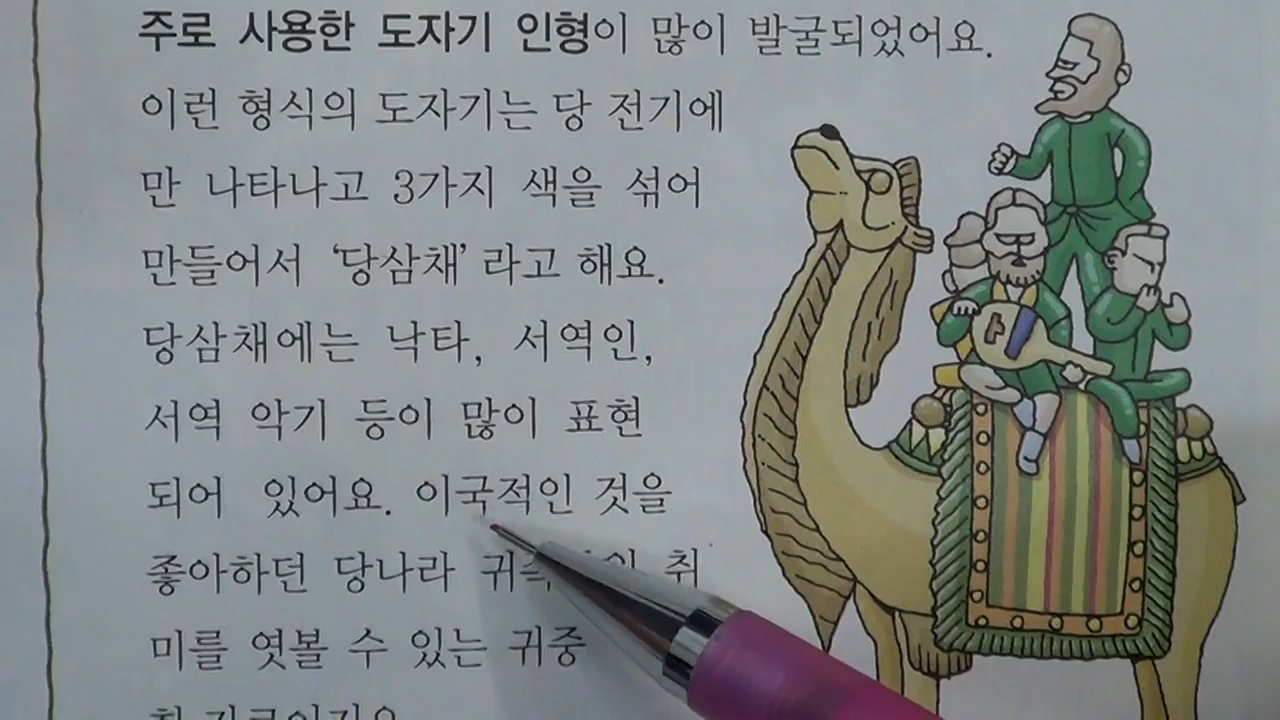 주로 사용한 도자기 인형이 많이 발굴되었어요.
이런 형식의 도자기는 당 전기에
만 나타나고 3가지 색을 섞어
만들어서 ‘당삼채’라고 해요.
당삼채에는 낙타, 서역인,
서역 악기 등이 많이 표현
되어 있어요. 이국적인 것을
좋아하던 당나라 취
미를 엿볼 수 있는 귀중